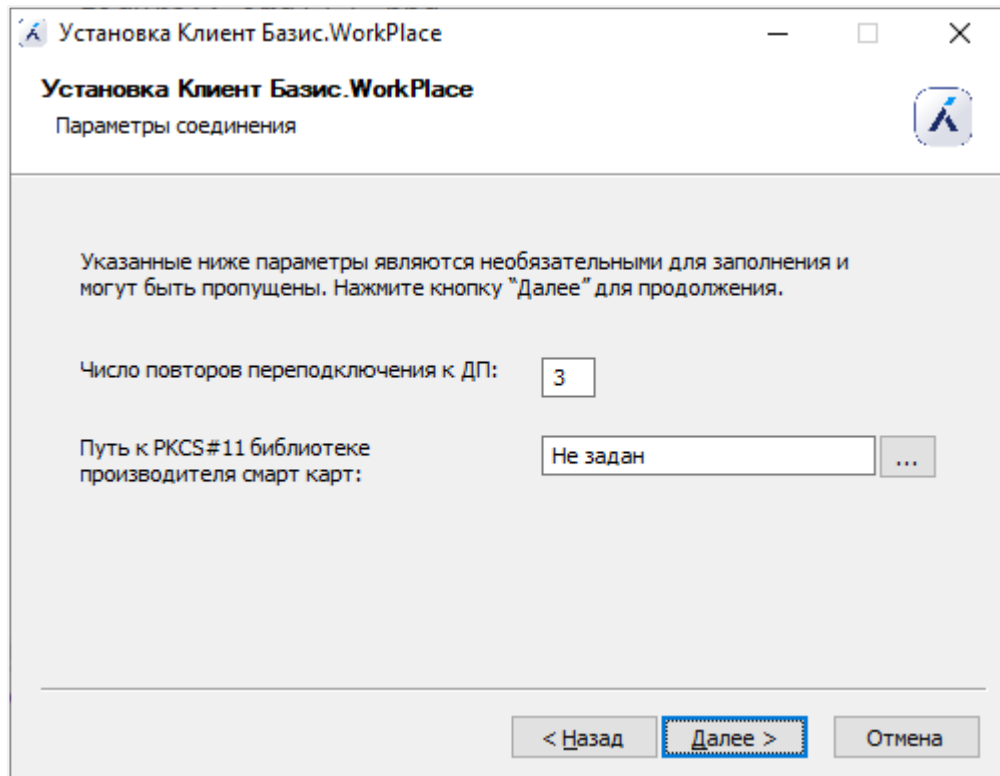 Установка Клиент Базис.WorkPlace
Установка Клиент Базис.WorkPlace
Параметры соединения
Указанные ниже параметры являются необязательными для заполнения и
могут быть пропущены. Нажмите кнопку “Далее” для продолжения.
Число повторов переподключения к ДП:
3
Путь к PKCS#11 библиотеке
производителя смарт карт:
Не задан
...
< Назад
Далее >
Отмена